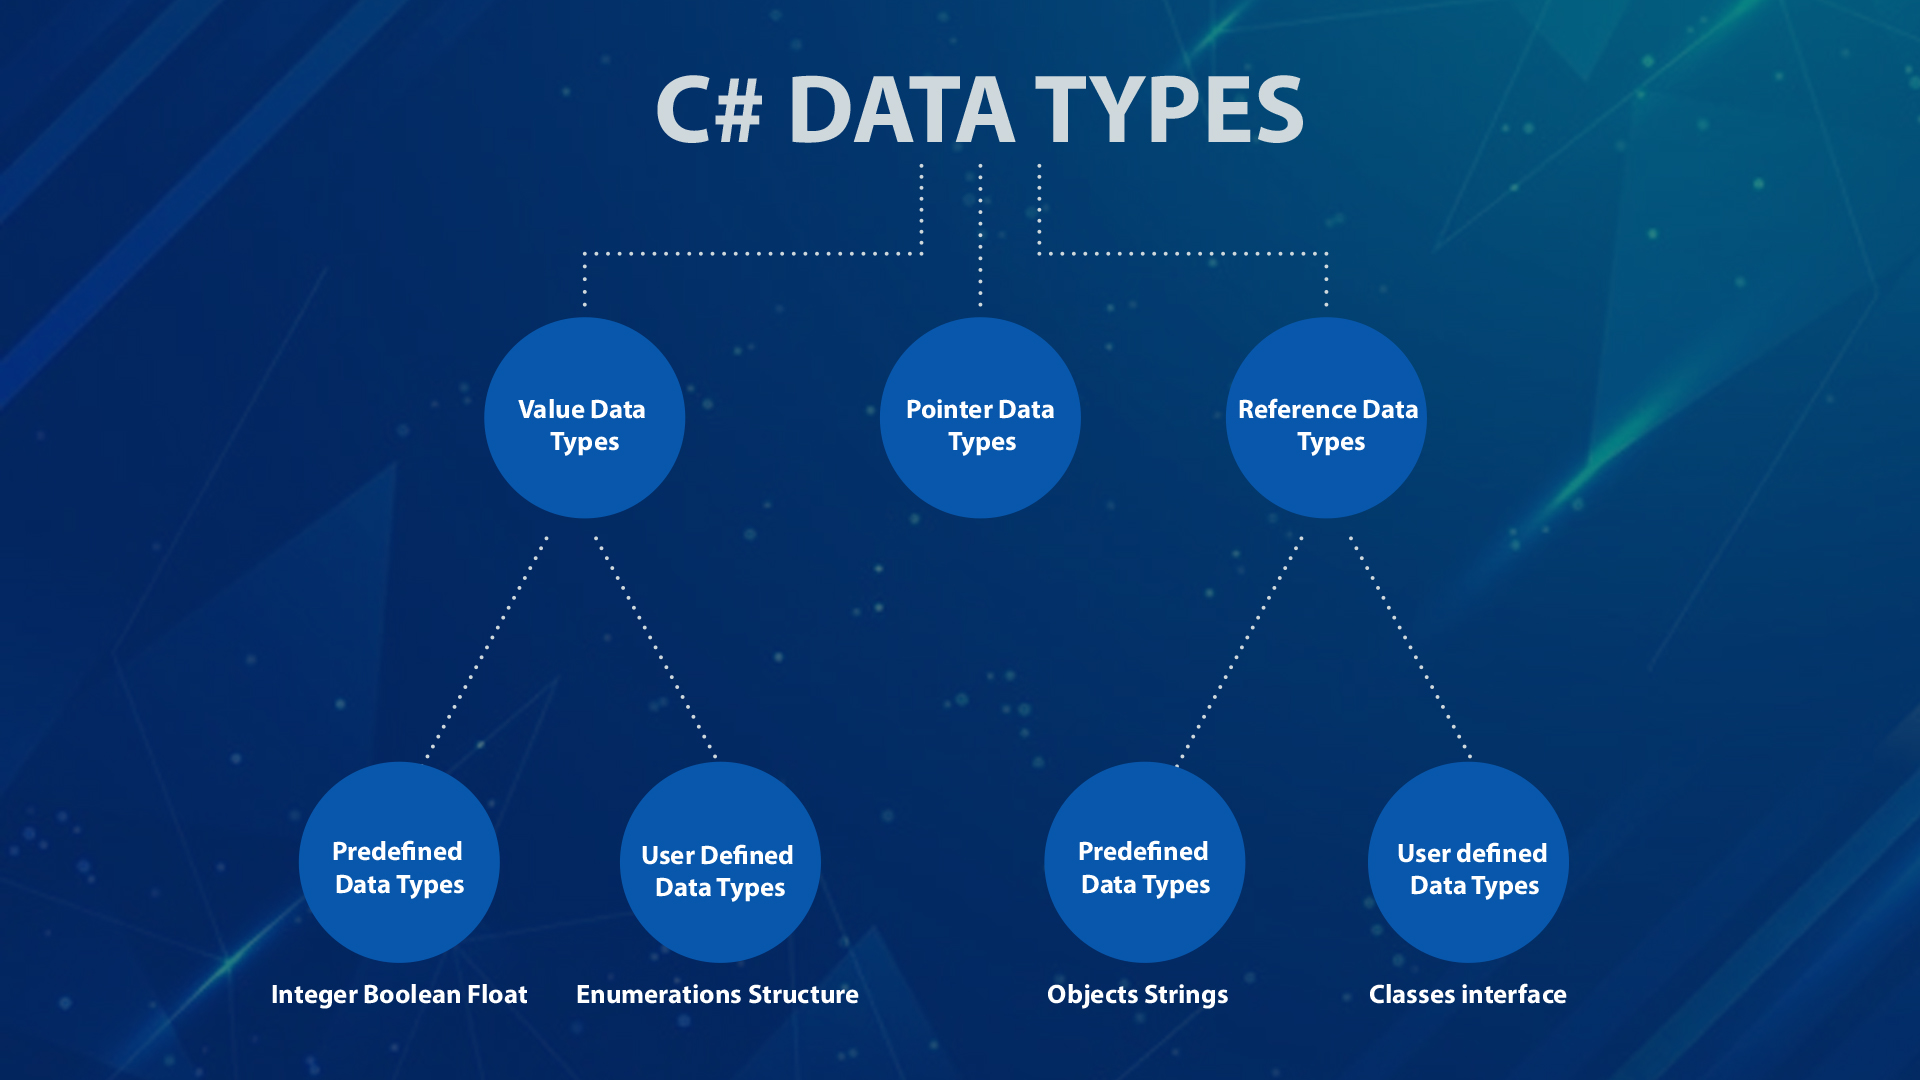 C# DATA TYPES
Value Data
Types
Pointer Data
Types
Reference Data
Types
Predefined
Data Types
User Defined
Data Types
Predefined
Data Types
User defined
Data Types
Integer Boolean Float
Enumerations Structure
Objects Strings
Classes interface